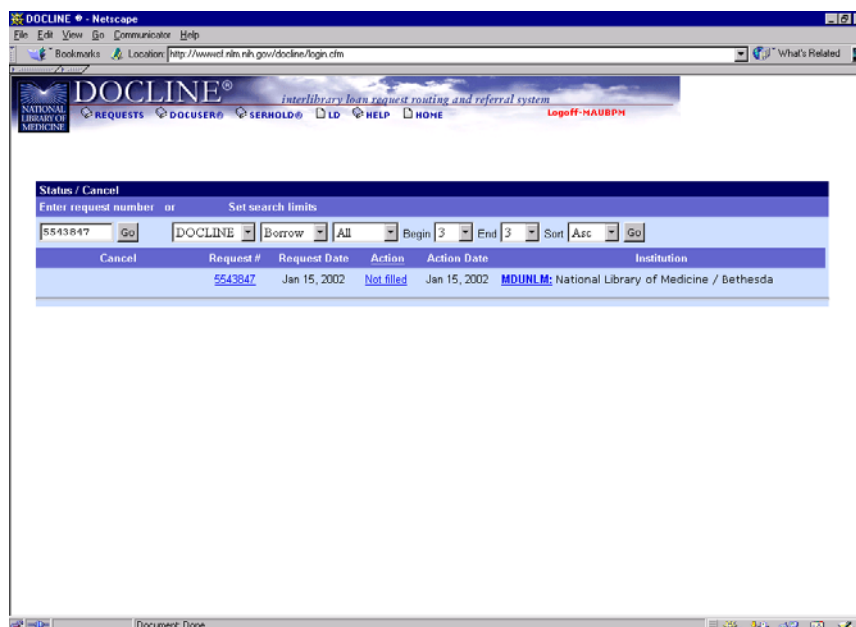 DOCLINE ® - Netscape
File Edit View Go Communicator Help
Bookmarks Location: http://wwwcf.nlm.nih.gov/docline/login.cfm What's Related
NATIONAL LIBRARY OF MEDICINE
DOCLINE®
interlibrary loan request routing and referral system
REQUESTS DOCUSER® SERHOLD® LD HELP HOME Logoff-MAUBPM
Status / Cancel
Enter request number or Set search limits
5543847 Go DOCLINE Borrow All Begin 3 End 3 Sort Asc Go
Cancel Request # Request Date Action Action Date Institution
5543847 Jan 15, 2002 Not filled Jan 15, 2002 MDUNLM: National Library of Medicine / Bethesda
Document: Done